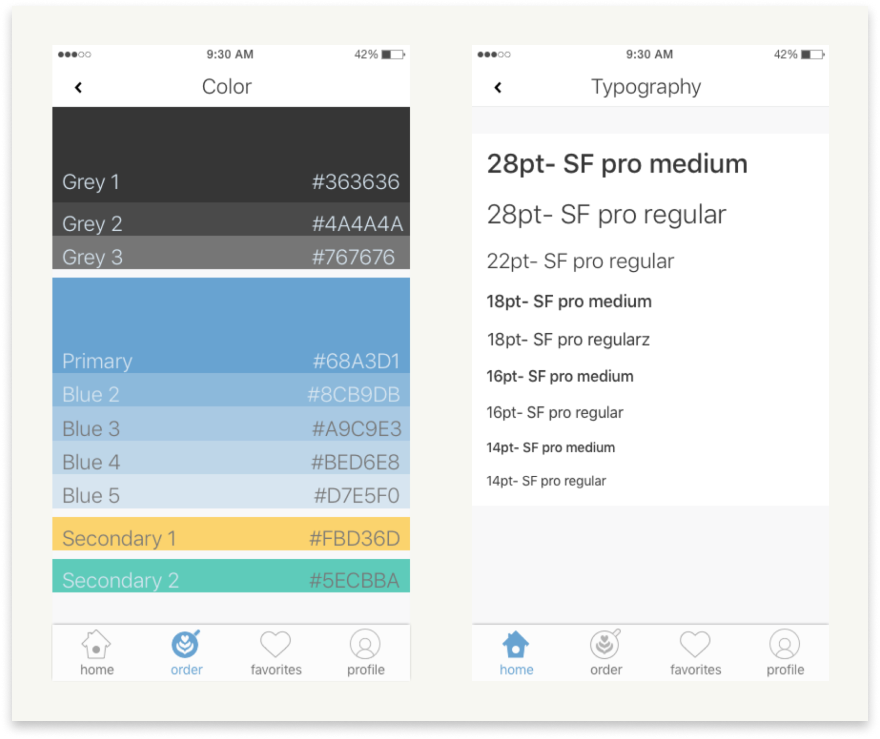 9:30 AM 42%
Color
Grey 1 #363636
Grey 2 #4A4A4A
Grey 3 #767676
Primary #68A3D1
Blue 2 #8CB9DB
Blue 3 #A9C9E3
Blue 4 #BED6E8
Blue 5 #D7E5F0
Secondary 1 #FBD36D
Secondary 2 #5ECBBA
home order favorites profile
9:30 AM 42%
Typography
28pt- SF pro medium
28pt- SF pro regular
22pt- SF pro regular
18pt- SF pro medium
18pt- SF pro regularz
16pt- SF pro medium
16pt- SF pro regular
14pt- SF pro medium
14pt- SF pro regular
home order favorites profile